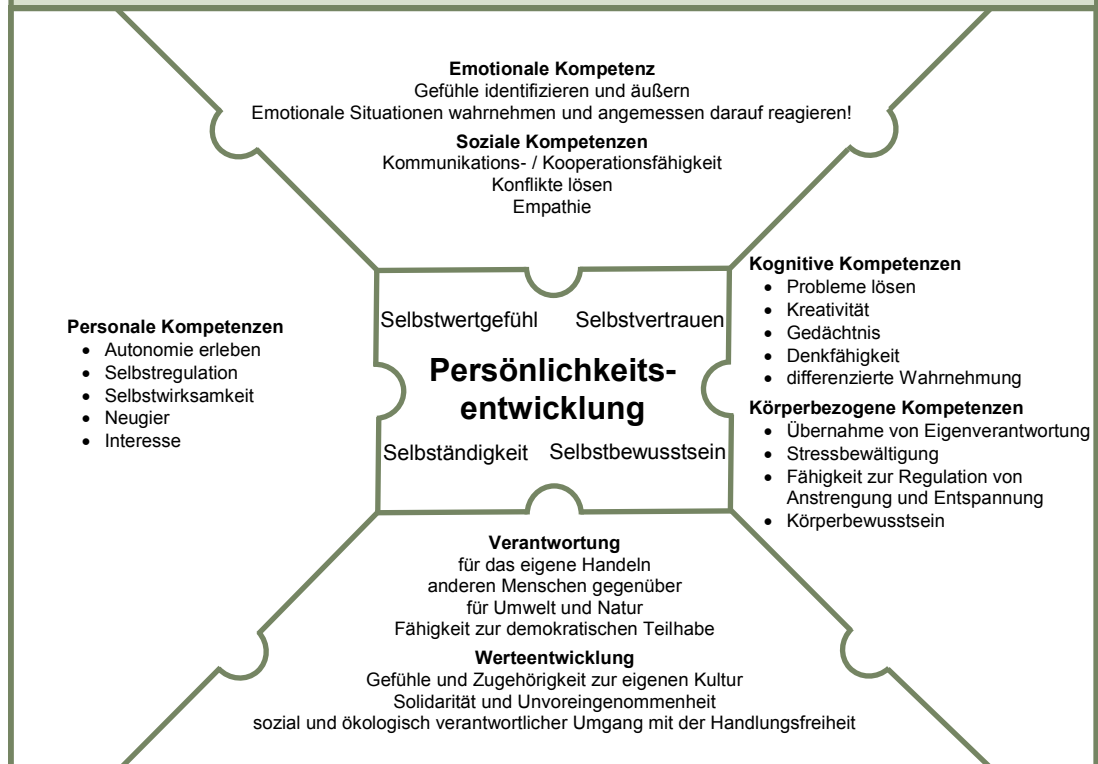 Emotionale Kompetenz
Gefühle identifizieren und äußern
Emotionale Situationen wahrnehmen und angemessen darauf reagieren!
Soziale Kompetenzen
Kommunikations- / Kooperationsfähigkeit
Konflikte lösen
Empathie
Personale Kompetenzen
• Autonomie erleben
• Selbstregulation
• Selbstwirksamkeit
• Neugier
• Interesse
Selbstwertgefühl Selbstvertrauen
Persönlichkeits-
entwicklung
Selbständigkeit Selbstbewusstsein
Kognitive Kompetenzen
• Probleme lösen
• Kreativität
• Gedächtnis
• Denkfähigkeit
• differenzierte Wahrnehmung
Körperbezogene Kompetenzen
• Übernahme von Eigenverantwortung
• Stressbewältigung
• Fähigkeit zur Regulation von
Anstrengung und Entspannung
• Körperbewusstsein
Verantwortung
für das eigene Handeln
anderen Menschen gegenüber
für Umwelt und Natur
Fähigkeit zur demokratischen Teilhabe
Werteentwicklung
Gefühle und Zugehörigkeit zur eigenen Kultur
Solidarität und Unvoreingenommenheit
sozial und ökologisch verantwortlicher Umgang mit der Handlungsfreiheit